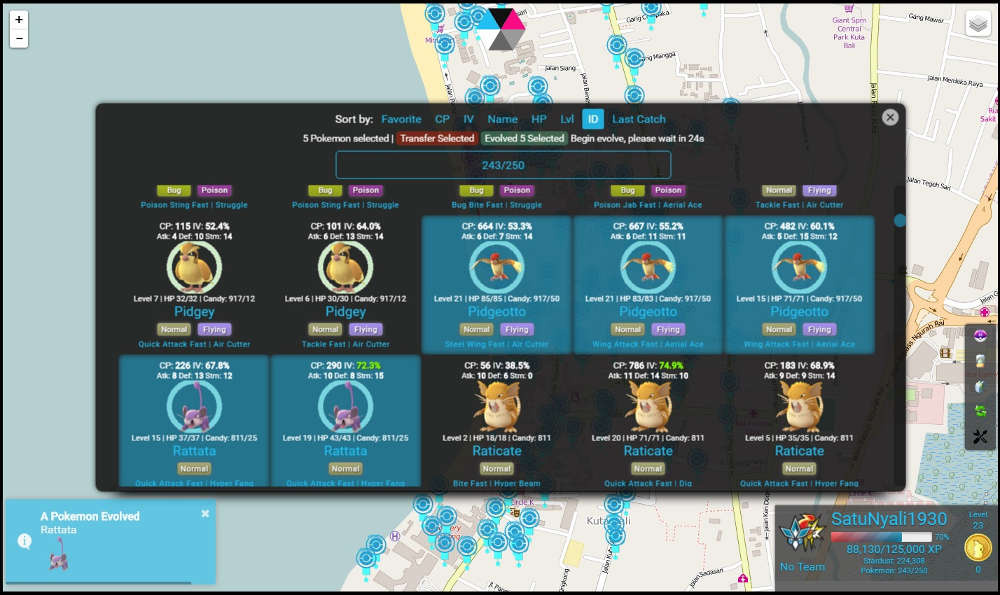 +
−
Gang Cempaka
Gang Mawar
Giant Spm
Central
Park Kuta
Bali
Gang Mangga
Jalan Siang
Jalan Merdeka Raya
Jalan Tegeh Sari
Sort by: Favorite CP IV Name HP Lvl ID Last Catch
5 Pokemon selected | Transfer Selected Evolved 5 Selected Begin evolve, please wait in 24s
243/250
Bug Poison Bug Poison Bug Poison Bug Poison Normal Flying
Poison Sting Fast | Struggle Poison Sting Fast | Struggle Bug Bite Fast | Struggle Poison Jab Fast | Aerial Ace Tackle Fast | Air Cutter
CP: 115 IV: 52.4% CP: 101 IV: 64.0% CP: 664 IV: 53.3% CP: 667 IV: 55.2% CP: 482 IV: 60.1%
Atk: 4 Def: 10 Stm: 14 Atk: 6 Def: 13 Stm: 14 Atk: 6 Def: 7 Stm: 14 Atk: 6 Def: 11 Stm: 11 Atk: 5 Def: 15 Stm: 12
Level 7 | HP 32/32 | Candy: 917/12 Level 6 | HP 30/30 | Candy: 917/12 Level 21 | HP 85/85 | Candy: 917/50 Level 21 | HP 83/83 | Candy: 917/50 Level 15 | HP 71/71 | Candy: 917/50
Pidgey Pidgey Pidgeotto Pidgeotto Pidgeotto
Normal Flying Normal Flying Normal Flying Normal Flying Normal Flying
Quick Attack Fast | Air Cutter Tackle Fast | Air Cutter Steel Wing Fast | Air Cutter Wing Attack Fast | Aerial Ace Wing Attack Fast | Aerial Ace
CP: 226 IV: 67.8% CP: 290 IV: 72.3% CP: 56 IV: 38.5% CP: 786 IV: 74.9% CP: 183 IV: 68.9%
Atk: 8 Def: 13 Stm: 12 Atk: 10 Def: 8 Stm: 15 Atk: 10 Def: 6 Stm: 0 Atk: 11 Def: 14 Stm: 10 Atk: 9 Def: 9 Stm: 14
Level 15 | HP 37/37 | Candy: 811/25 Level 19 | HP 43/43 | Candy: 811/25 Level 2 | HP 18/18 | Candy: 811 Level 20 | HP 71/71 | Candy: 811 Level 5 | HP 35/35 | Candy: 811
Rattata Rattata Raticate Raticate Raticate
Normal Normal Normal Normal Normal
Quick Attack Fast | Hyper Fang Quick Attack Fast | Hyper Fang Bite Fast | Hyper Beam Quick Attack Fast | Dig Quick Attack Fast | Hyper Fang
A Pokemon Evolved
Rattata
SatuNyali1930
Level
23
70%
88,130/125,000 XP
No Team
Stardust: 224,308
Pokemon: 243/250
0